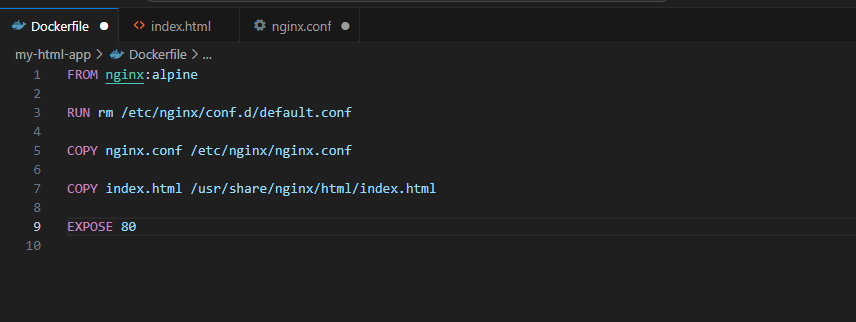 Dockerfile index.html nginx.conf
my-html-app > Dockerfile > ...
1 FROM nginx:alpine
2
3 RUN rm /etc/nginx/conf.d/default.conf
4
5 COPY nginx.conf /etc/nginx/nginx.conf
6
7 COPY index.html /usr/share/nginx/html/index.html
8
9 EXPOSE 80
10